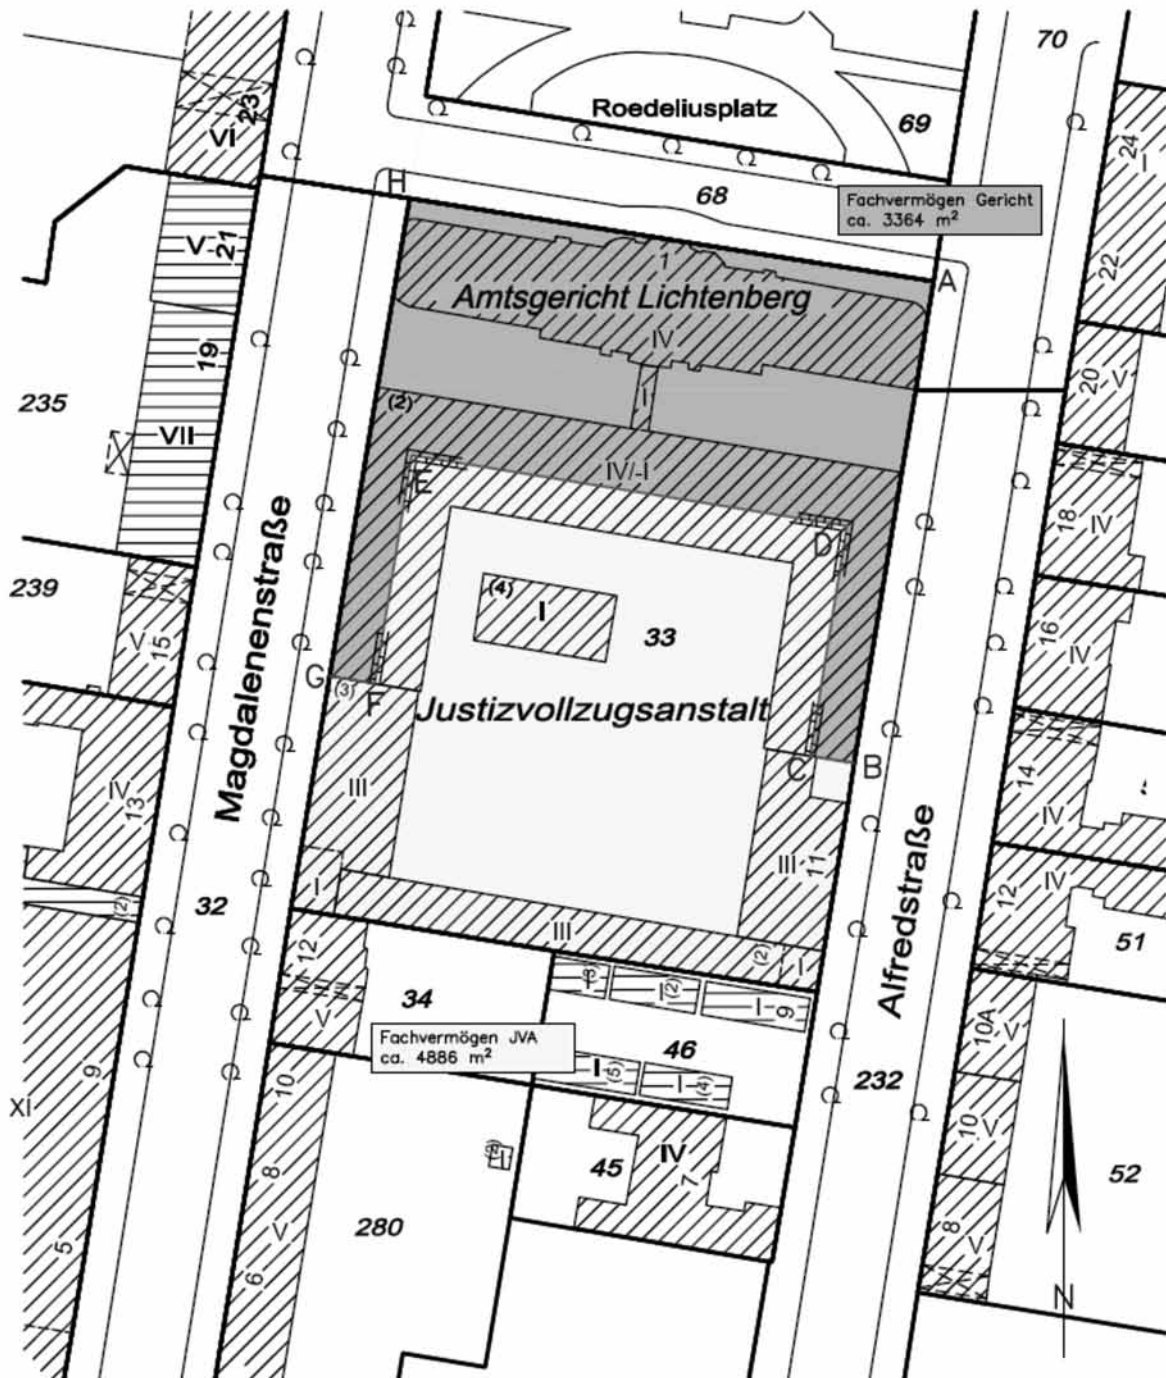 70
24
I
23
VI
Roedeliusplatz
69
H
68
Fachvermögen Gericht
ca. 3364 m²
V
21
1
A
22
Amtsgericht Lichtenberg
IV
19
20
V
235
(2)
I
VII
IV/-I
E
18
IV
D
239
(4)
I
33
16
IV
V
15
Magdalenenstraße
G
(3)
F
Justizvollzugsanstalt
C
B
14
IV
13
III
IV
III
11
Alfredstraße
12
IV
I
(2)
32
III
(2)
I
51
12
V
34
(3)
I
I
(2)
I
9
10A
V
Fachvermögen JVA
ca. 4886 m²
46
I
(5)
I
(4)
232
9
XI
10
10
V
45
IV
7
52
8
280
8
V
5
V
6
N